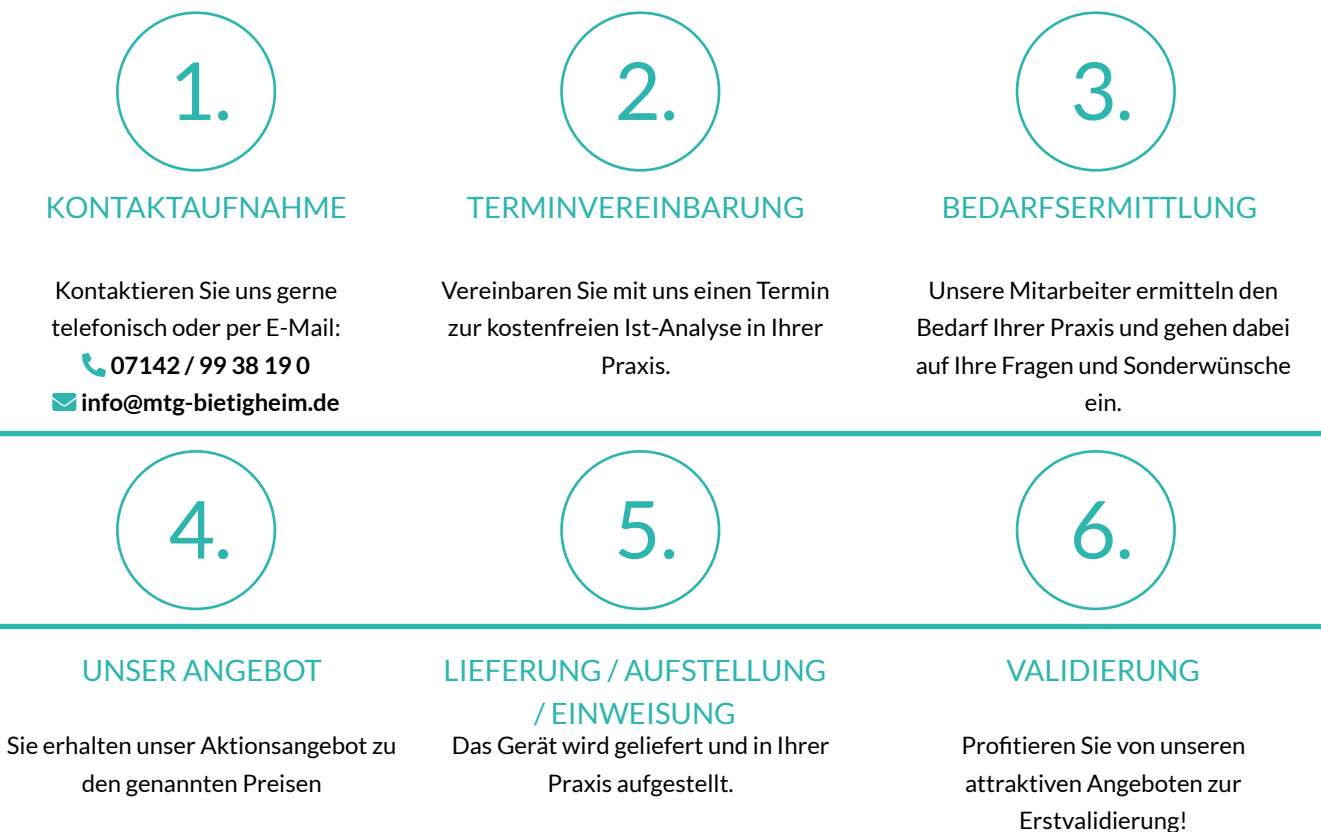 1.
KONTAKTAUFNAHME
Kontaktieren Sie uns gerne
telefonisch oder per E-Mail:
07142 / 99 38 19 0
info@mtg-bietigheim.de
2.
TERMINVEREINBARUNG
Vereinbaren Sie mit uns einen Termin
zur kostenfreien Ist-Analyse in Ihrer
Praxis.
3.
BEDARFSERMITTLUNG
Unsere Mitarbeiter ermitteln den
Bedarf Ihrer Praxis und gehen dabei
auf Ihre Fragen und Sonderwünsche
ein.
4.
UNSER ANGEBOT
Sie erhalten unser Aktionsangebot zu
den genannten Preisen
5.
LIEFERUNG / AUFSTELLUNG
/ EINWEISUNG
Das Gerät wird geliefert und in Ihrer
Praxis aufgestellt.
6.
VALIDIERUNG
Profitieren Sie von unseren
attraktiven Angeboten zur
Erstvalidierung!